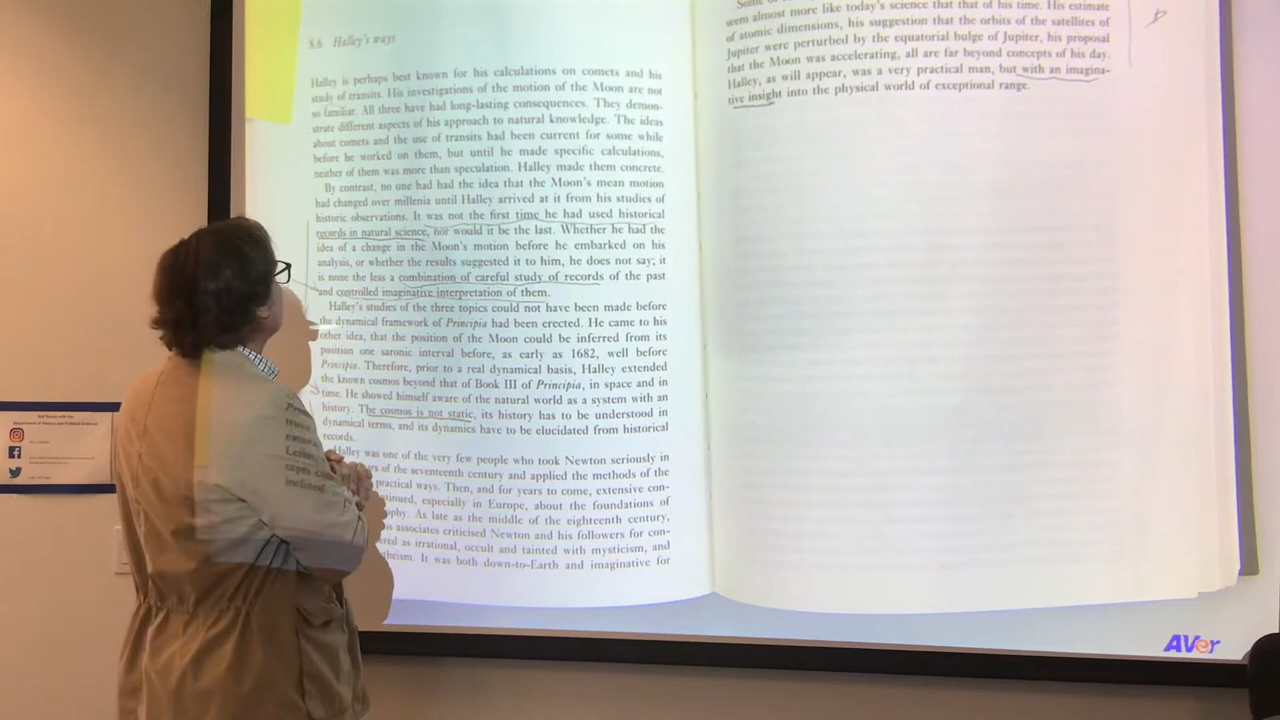 8.6 Halley's ways
Halley is perhaps best known for his calculations on comets and his
study of transits. His investigations of the motion of the Moon are not
so familiar. All three have had long-lasting consequences. They demon-
strate different aspects of his approach to natural knowledge. The ideas
about comets and the use of transits had been current for some while
before he worked on them, but until he made specific calculations,
neither of them was more than speculation. Halley made them concrete.
By contrast, no one had had the idea that the Moon's mean motion
had changed over millenia until Halley arrived at it from his studies of
historic observations. It was not the first time he had used historical
records in natural science, nor would it be the last. Whether he had the
idea of a change in the Moon's motion before he embarked on his
analysis, or whether the results suggested it to him, he does not say; it
is none the less a combination of careful study of records of the past
and controlled imaginative interpretation of them.
Halley's studies of the three topics could not have been made before
the dynamical framework of Principia had been erected. He came to his
other idea, that the position of the Moon could be inferred from its
position one saronic interval before, as early as 1682, well before
Principia. Therefore, prior to a real dynamical basis, Halley extended
the known cosmos beyond that of Book III of Principia, in space and in
time. He showed himself aware of the natural world as a system with an
history. The cosmos is not static, its history has to be understood in
dynamical terms, and its dynamics have to be elucidated from historical
records.
Halley was one of the very few people who took Newton seriously in
of the seventeenth century and applied the methods of the
practical ways. Then, and for years to come, extensive con-
tinued, especially in Europe, about the foundations of
ophy. As late as the middle of the eighteenth century,
associates criticised Newton and his followers for con-
ered as irrational, occult and tainted with mysticism, and
theism. It was both down-to-Earth and imaginative for
seem almost more like today's science that that of his time. His estimate
of atomic dimensions, his suggestion that the orbits of the satellites of
Jupiter were perturbed by the equatorial bulge of Jupiter, his proposal
that the Moon was accelerating, all are far beyond concepts of his day.
Halley, as will appear, was a very practical man, but with an imagina-
tive insight into the physical world of exceptional range.
Get Social with the
Department of History and Political Science!
AVer